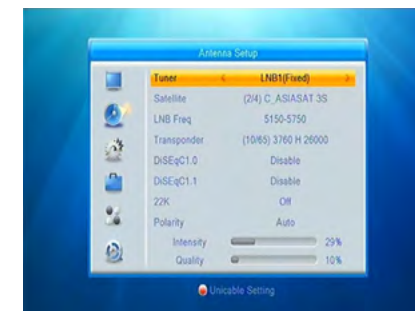 Antenna Setup
Tuner LNB1(Fixed)
Satellite (2/4) C_ASIASAT 3S
LNB Freq 5150-5750
Transponder (10/65) 3760 H 26000
DiSEqC1.0 Disable
DiSEqC1.1 Disable
22K Off
Polarity Auto
Intensity 29%
Quality 10%
Unicable Setting